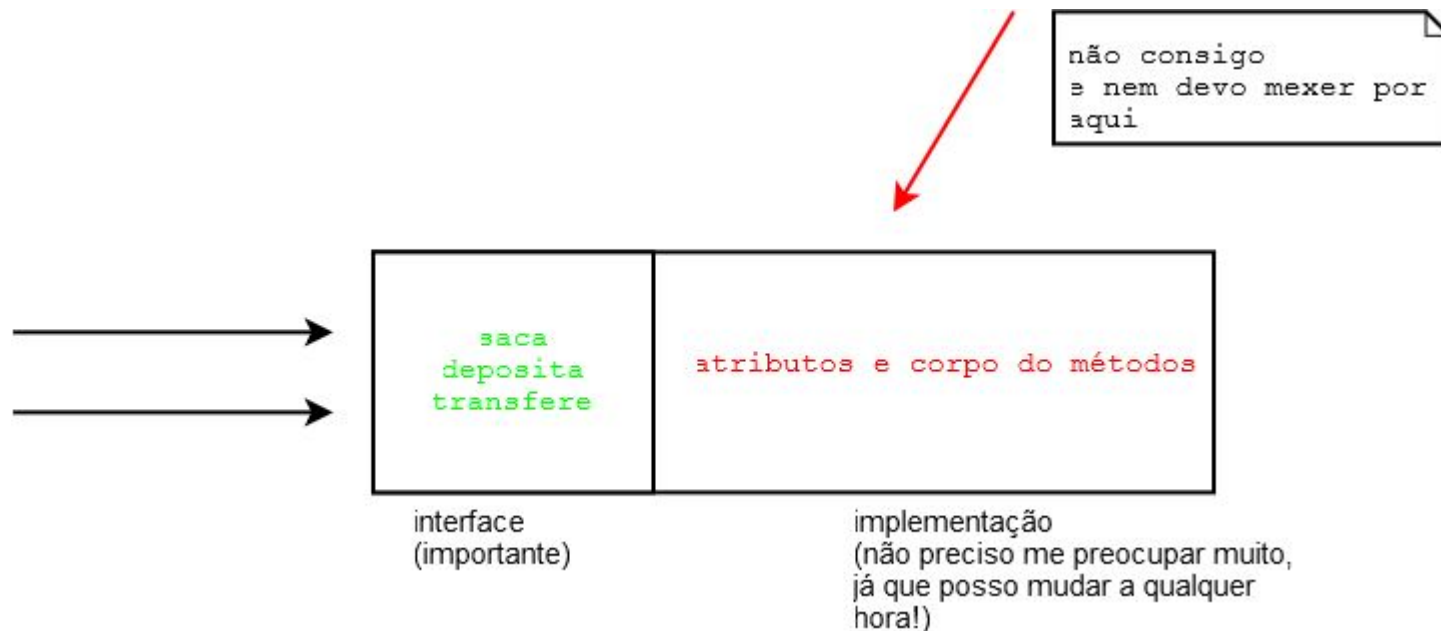 não consigo
e nem devo mexer por
aqui
saca
deposita
transfere
atributos e corpo do métodos
interface
(importante)
implementação
(não preciso me preocupar muito,
já que posso mudar a qualquer
hora!)